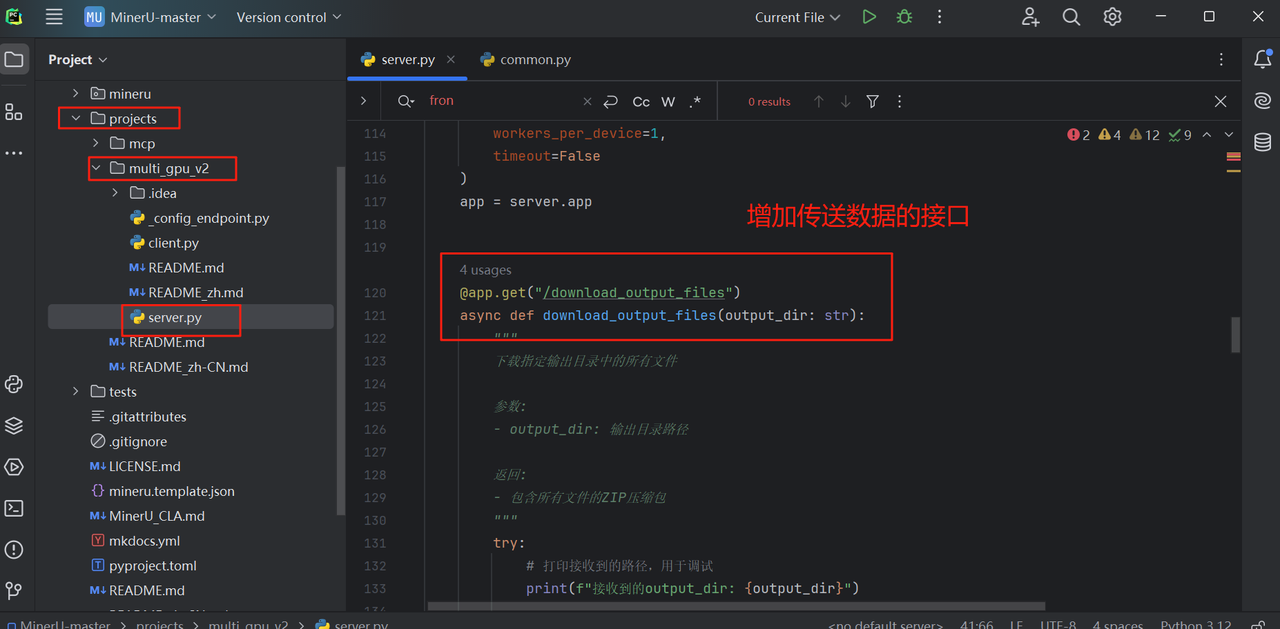 MU MinerU-master Version control Current File
Project
server.py common.py
mineru
projects
mcp
multi_gpu_v2
.idea
_config_endpoint.py
client.py
README.md
README_zh.md
server.py
README.md
README_zh-CN.md
tests
.gitattributes
.gitignore
LICENSE.md
mineru.template.json
MinerU_CLA.md
mkdocs.yml
pyproject.toml
README.md
fron Cc W .* 0 results
2 4 12 9
114 workers_per_device=1,
115 timeout=False
116 )
117 app = server.app
118
119
增加传送数据的接口
4 usages
120 @app.get("/download_output_files")
121 async def download_output_files(output_dir: str):
122 """
123 下载指定输出目录中的所有文件
124
125 参数:
126 - output_dir: 输出目录路径
127
128 返回:
129 - 包含所有文件的ZIP压缩包
130 """
131 try:
132 # 打印接收到的路径，用于调试
133 print(f"接收到的output_dir: {output_dir}")
134
MinerU-master > projects > multi_gpu_v2 > server.py <no default server> 41:66 LF UTF-8 4 spaces Python 3.12